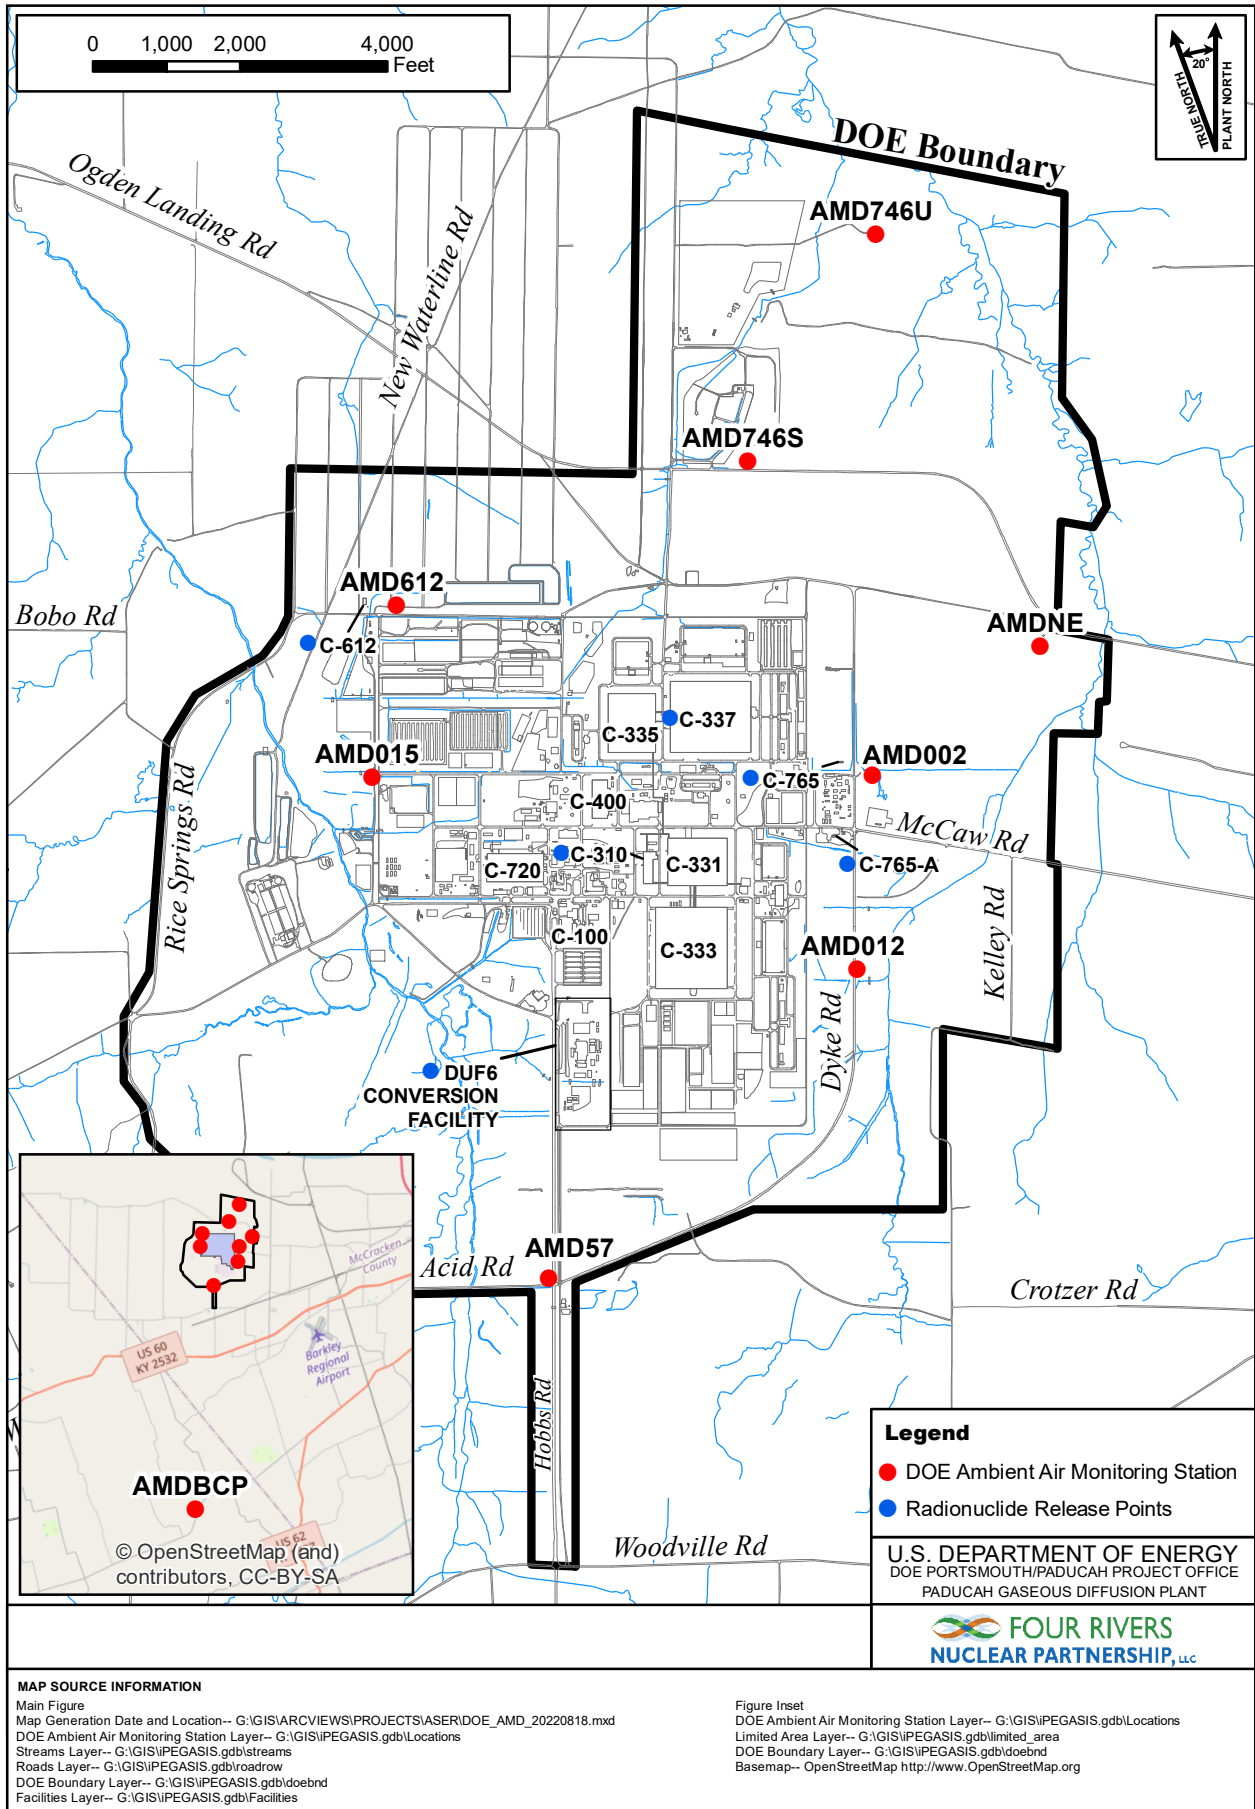 0 1,000 2,000 4,000
Feet
TRUE NORTH
20°
PLANT NORTH
DOE Boundary
Ogden Landing Rd
New Waterline Rd
AMD746U
AMD746S
AMD612
Bobo Rd
C-612
AMDNE
C-335
C-337
AMD015
C-765
AMD002
Rice Springs Rd
C-400
McCaw Rd
C-310
C-720
C-331
C-765-A
C-100
C-333
AMD012
Kelley Rd
Dyke Rd
DUF6
CONVERSION
FACILITY
AMD57
Acid Rd
Crotzer Rd
Hobbs Rd
Woodville Rd
McCracken
County
US 60
KY 2532
Barkley
Regional
Airport
AMDBCP
US 62
© OpenStreetMap (and)
contributors, CC-BY-SA
Legend
DOE Ambient Air Monitoring Station
Radionuclide Release Points
U.S. DEPARTMENT OF ENERGY
DOE PORTSMOUTH/PADUCAH PROJECT OFFICE
PADUCAH GASEOUS DIFFUSION PLANT
FOUR RIVERS
NUCLEAR PARTNERSHIP, LLC
MAP SOURCE INFORMATION
Main Figure
Map Generation Date and Location-- G:\GIS\ARCVIEWS\PROJECTS\ASER\DOE_AMD_20220818.mxd
DOE Ambient Air Monitoring Station Layer-- G:\GIS\iPEGASIS.gdb\Locations
Streams Layer-- G:\GIS\iPEGASIS.gdb\streams
Roads Layer-- G:\GIS\iPEGASIS.gdb\roadrow
DOE Boundary Layer-- G:\GIS\iPEGASIS.gdb\doebnd
Facilities Layer-- G:\GIS\iPEGASIS.gdb\Facilities
Figure Inset
DOE Ambient Air Monitoring Station Layer-- G:\GIS\iPEGASIS.gdb\Locations
Limited Area Layer-- G:\GIS\iPEGASIS.gdb\limited_area
DOE Boundary Layer-- G:\GIS\iPEGASIS.gdb\doebnd
Basemap-- OpenStreetMap http://www.OpenStreetMap.org